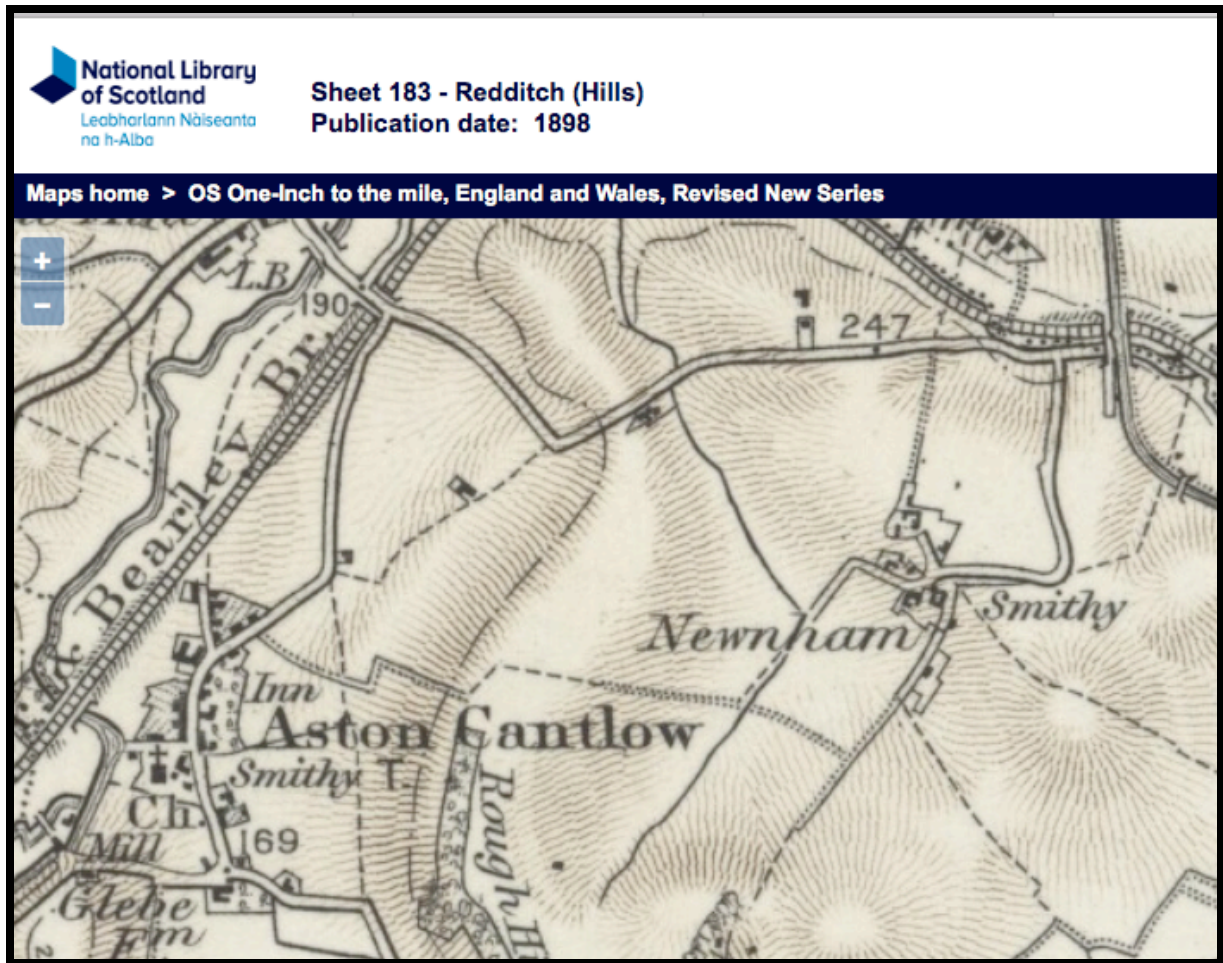 National Library
of Scotland
Leabharlann Nàiseanta
na h-Alba
Sheet 183 - Redditch (Hills)
Publication date: 1898
Maps home > OS One-Inch to the mile, England and Wales, Revised New Series
+
−
L.B
190
Bearley Br.
247
Newnham
Smithy
Inn
Aston Cantlow
Smithy T.
Ch.
Mill
169
Glebe
Fm
Rough